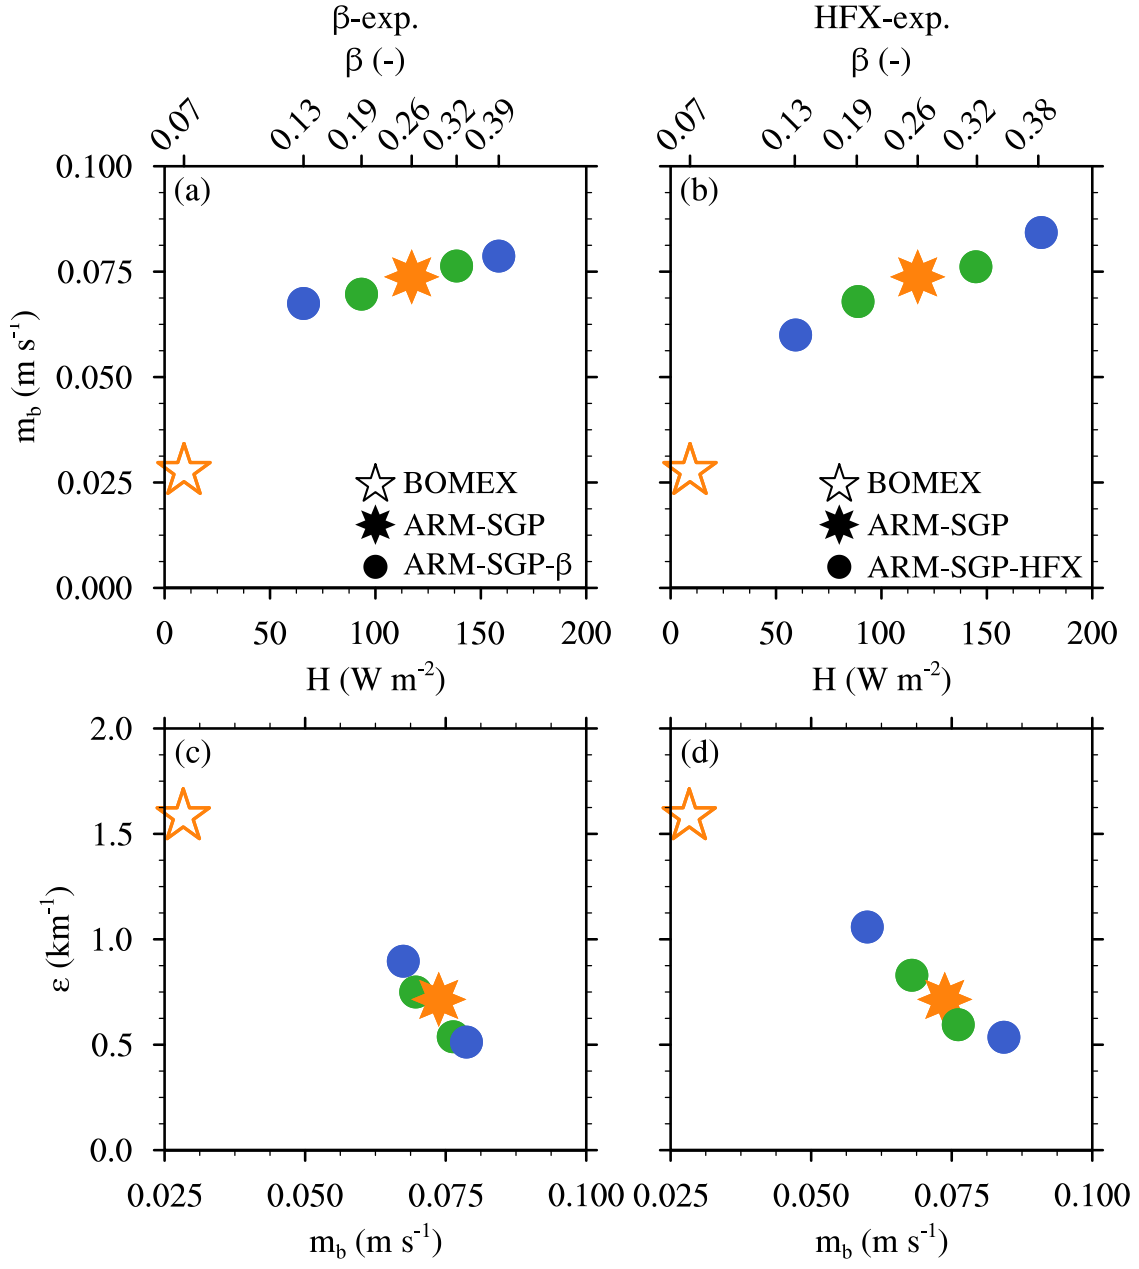 β-exp. HFX-exp.
β (-) β (-)
0.07 0.13 0.19 0.26 0.32 0.39 0.07 0.13 0.19 0.26 0.32 0.38
0.100 (a) (b)
0.075
0.050
0.025
0.000
m_b (m s⁻¹)
BOMEX BOMEX
ARM-SGP ARM-SGP
ARM-SGP-β ARM-SGP-HFX
0 50 100 150 200 0 50 100 150 200
H (W m⁻²) H (W m⁻²)
2.0 (c) (d)
1.5
1.0
0.5
0.0
ε (km⁻¹)
0.025 0.050 0.075 0.100 0.025 0.050 0.075 0.100
m_b (m s⁻¹) m_b (m s⁻¹)